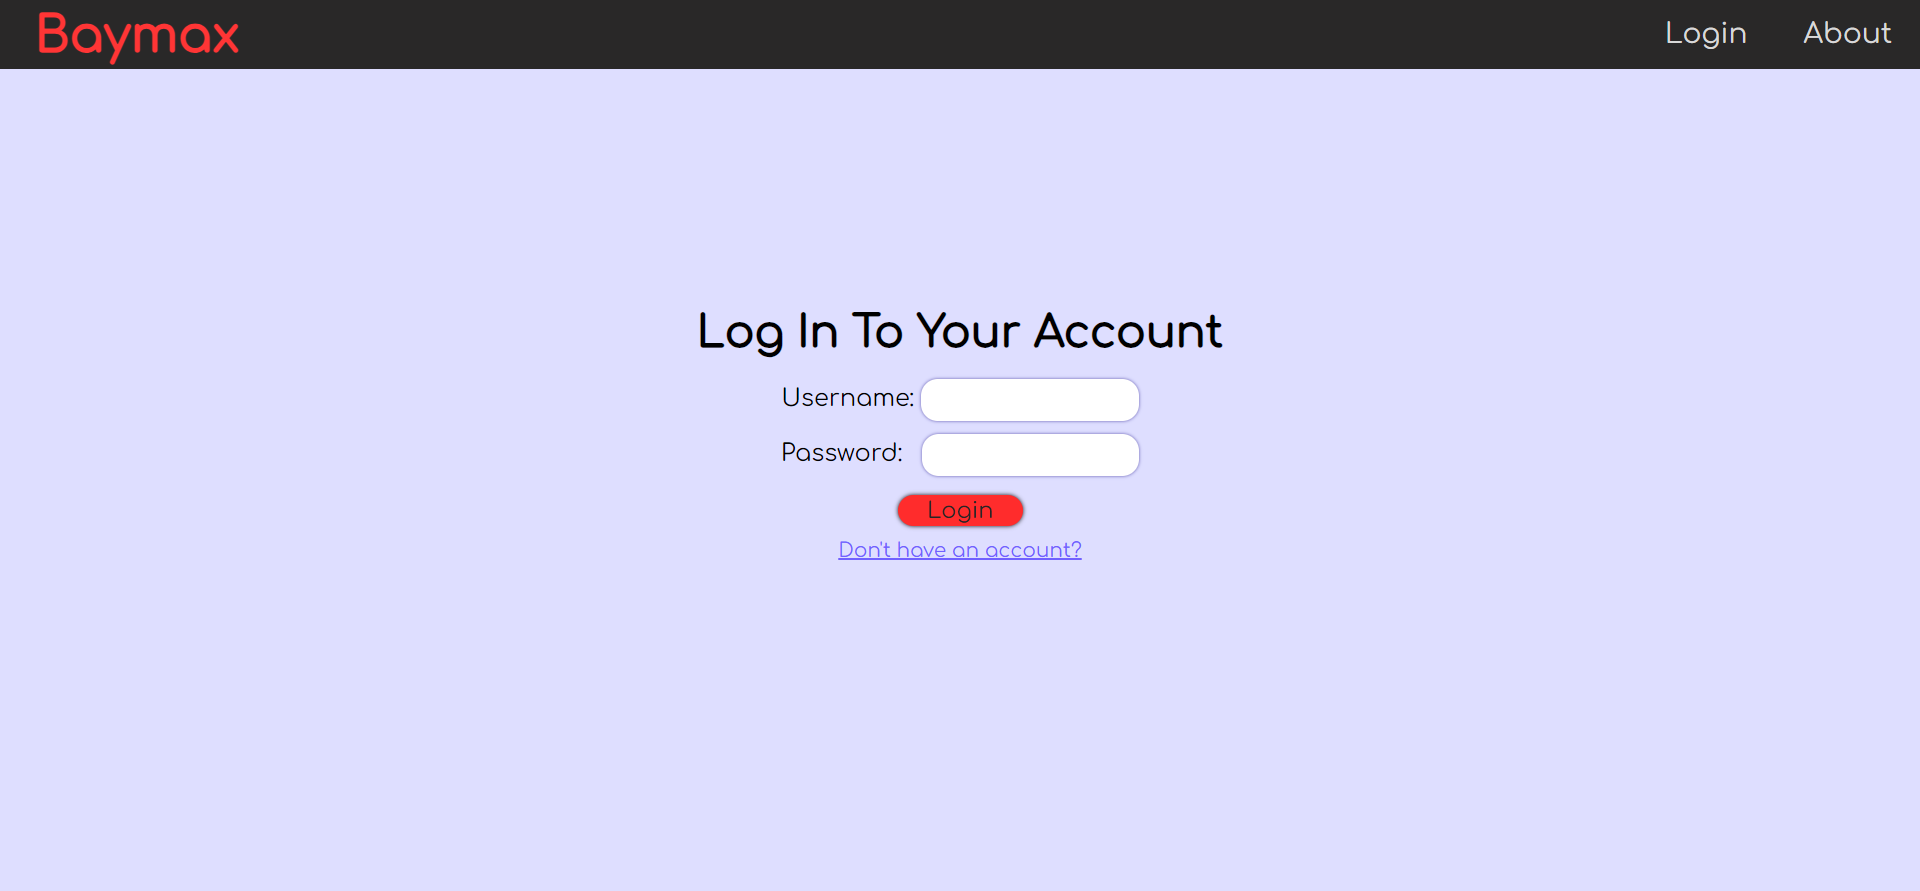 Baymax Login About
Log In To Your Account
Username:
Password:
Login
Don't have an account?